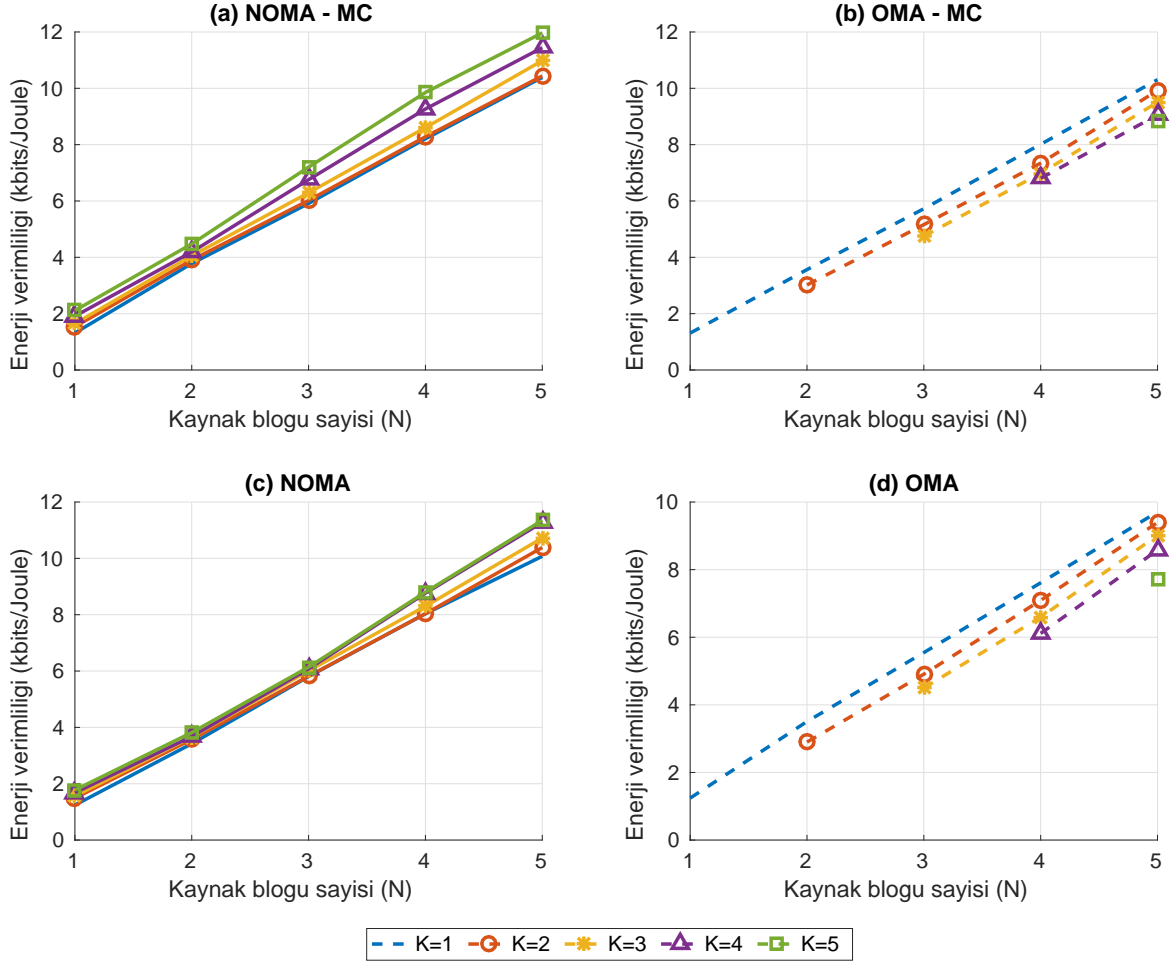 (a) NOMA - MC
Enerji verimliligi (kbits/Joule)
12
10
8
6
4
2
0
1 2 3 4 5
Kaynak blogu sayisi (N)
(b) OMA - MC
Enerji verimliligi (kbits/Joule)
12
10
8
6
4
2
0
1 2 3 4 5
Kaynak blogu sayisi (N)
(c) NOMA
Enerji verimliligi (kbits/Joule)
12
10
8
6
4
2
0
1 2 3 4 5
Kaynak blogu sayisi (N)
(d) OMA
Enerji verimliligi (kbits/Joule)
10
8
6
4
2
0
1 2 3 4 5
Kaynak blogu sayisi (N)
K=1 K=2 K=3 K=4 K=5